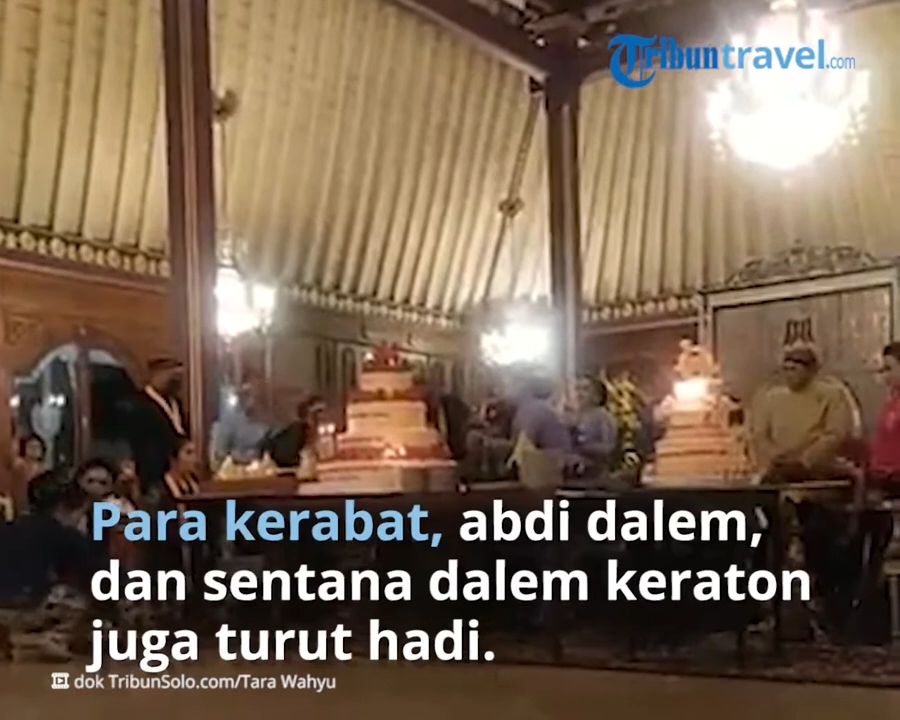 Tribuntravel.com
Para kerabat, abdi dalem,
dan sentana dalem keraton
juga turut hadi.
dok TribunSolo.com/Tara Wahyu